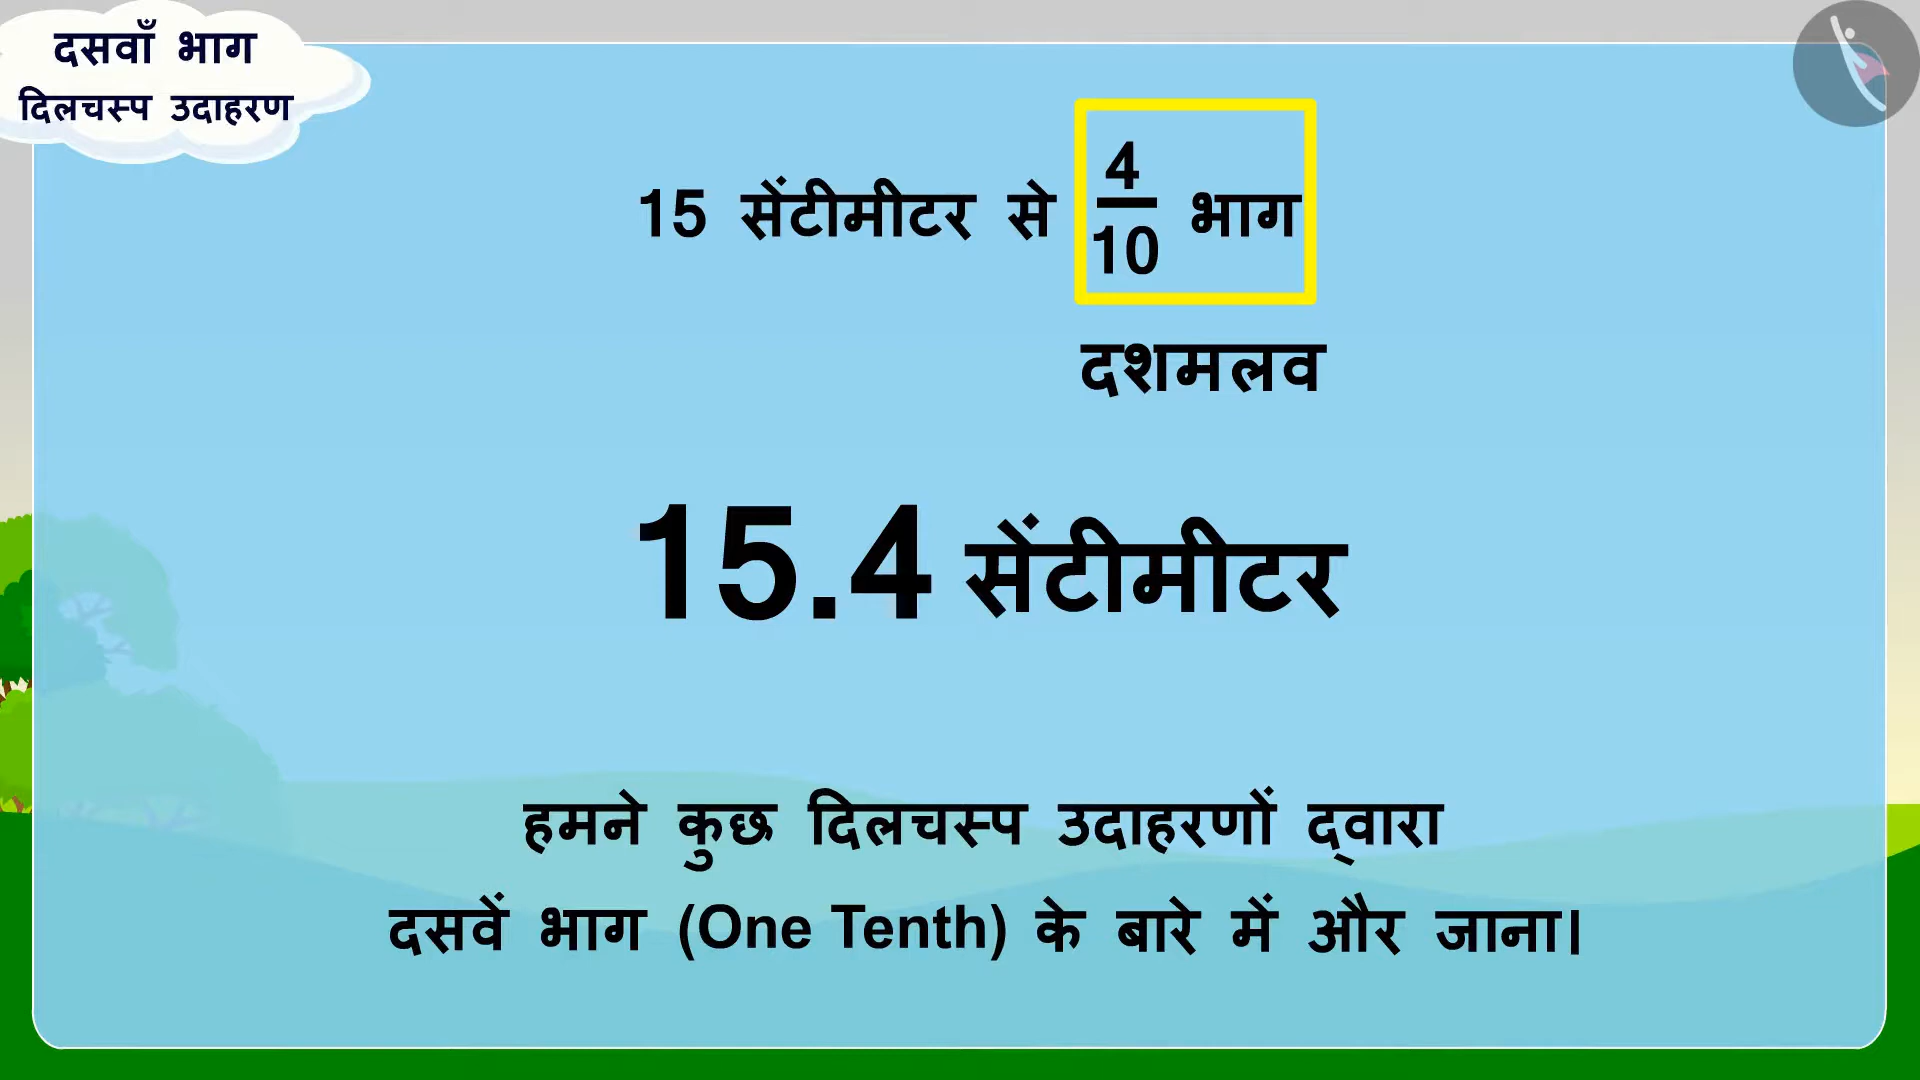 दसवाँ भाग
दिलचस्प उदाहरण
15 सेंटीमीटर से 4/10 भाग
दशमलव
15.4 सेंटीमीटर
हमने कुछ दिलचस्प उदाहरणों द्वारा
दसवें भाग (One Tenth) के बारे में और जाना।